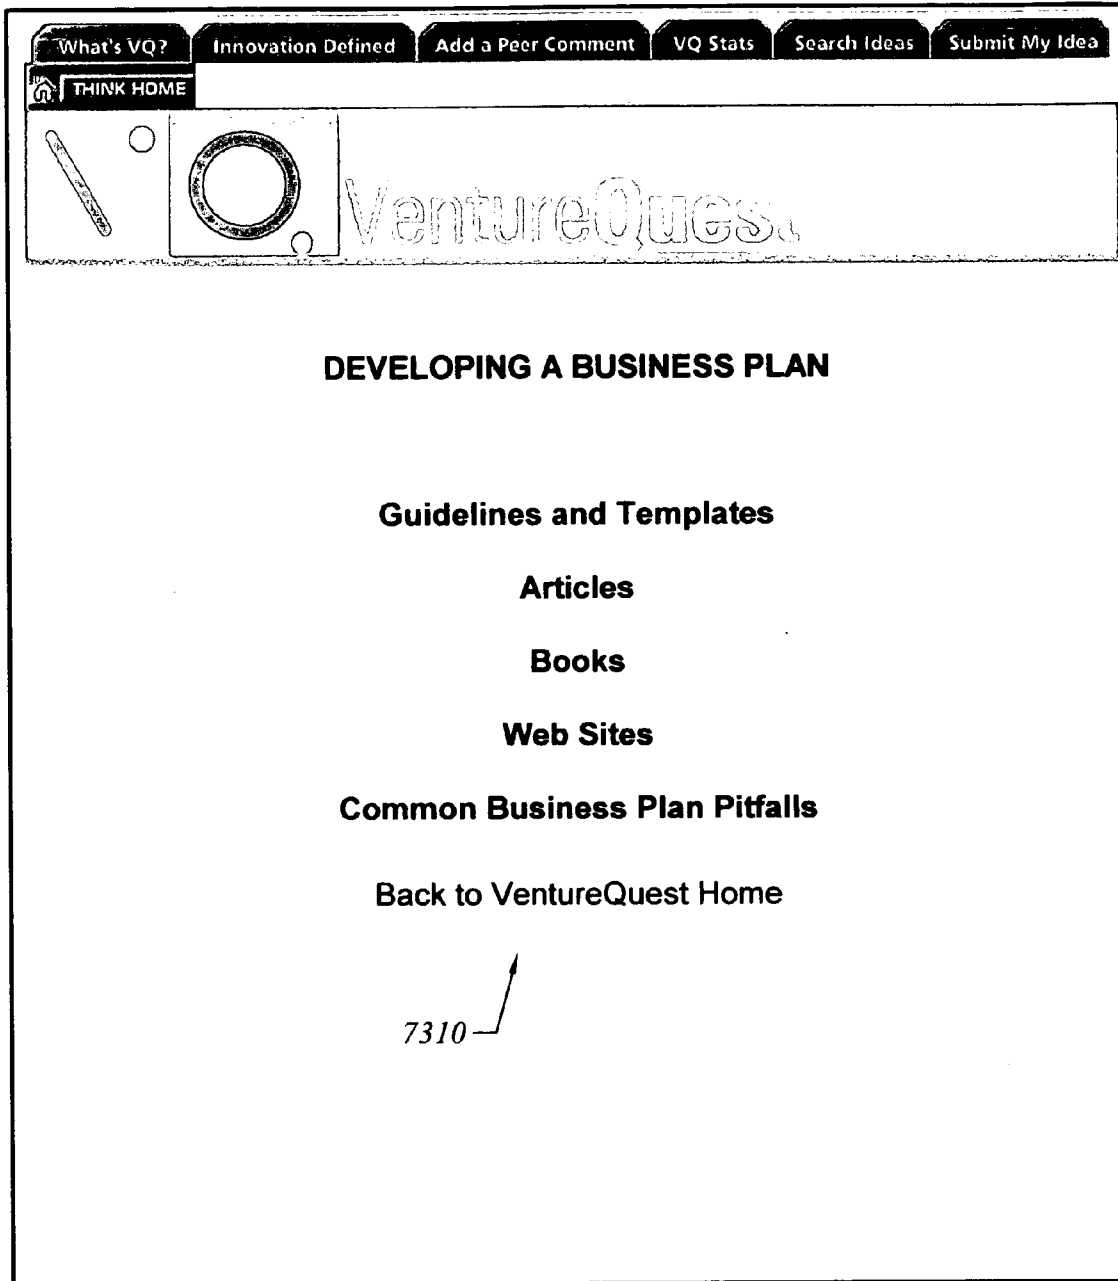 What's VQ? Innovation Defined Add a Peer Comment VQ Stats Search Ideas Submit My Idea
THINK HOME
VentureQuest
DEVELOPING A BUSINESS PLAN
Guidelines and Templates
Articles
Books
Web Sites
Common Business Plan Pitfalls
Back to VentureQuest Home
7310